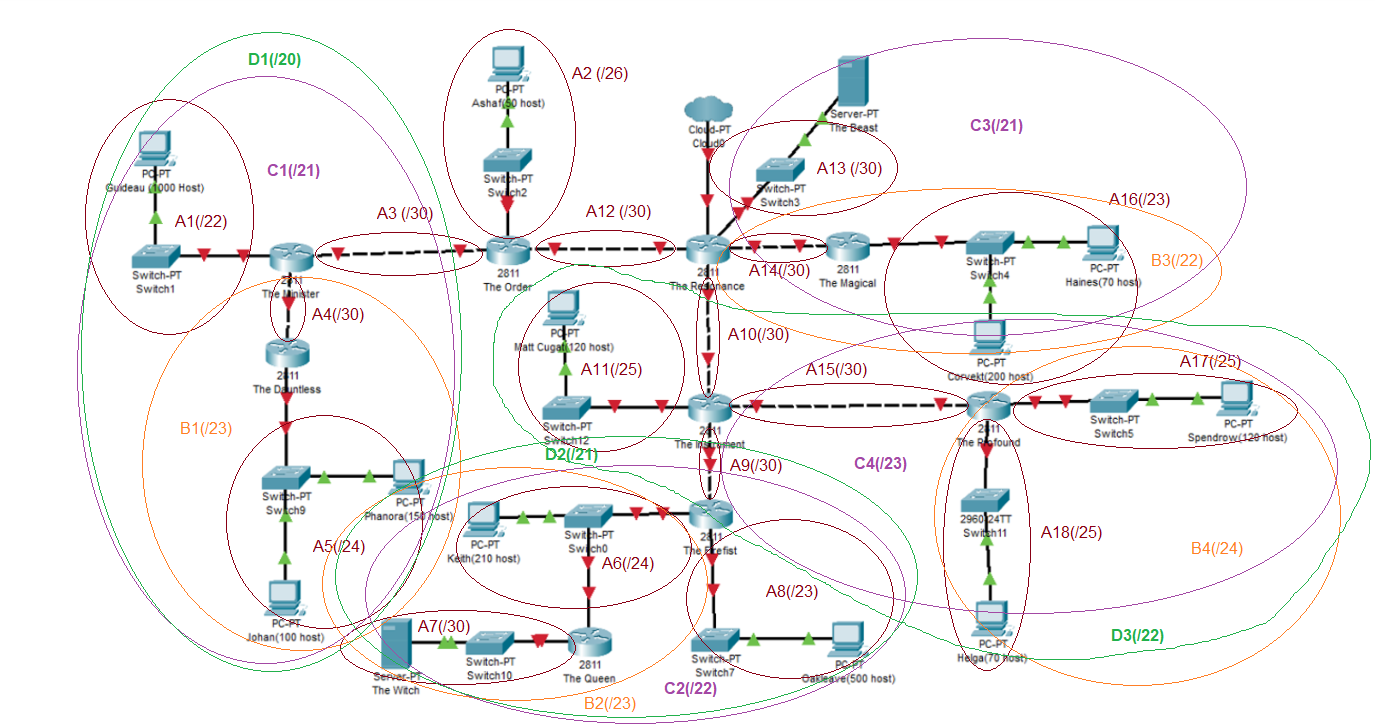 D1(/20)
C1(/21)
PC-PT
Guideau (1000 Host)
A1(/22)
Switch-PT
Switch1
A3 (/30)
2811
The Minister
A4(/30)
2811
The Dauntless
B1(/23)
Switch-PT
Switch9
PC-PT
Phanora(150 host)
A5(/24)
PC-PT
Johan(100 host)
A2 (/26)
PC-PT
Ashaf(50 host)
Switch-PT
Switch2
2811
The Order
A12 (/30)
Cloud-PT
Cloud0
Server-PT
The Beast
C3(/21)
A13 (/30)
Switch-PT
Switch3
2811
The Resonance
A14(/30)
2811
The Magical
A16(/23)
Switch-PT
Switch4
PC-PT
Haines(70 host)
B3(/22)
PC-PT
Corvekt(200 host)
A10(/30)
PC-PT
Matt Cugat(120 host)
A11(/25)
Switch-PT
Switch12
D2(/21)
2811
The Instrument
A15(/30)
2811
The Profound
A17(/25)
Switch-PT
Switch5
PC-PT
Spendrow(120 host)
A9(/30)
C4(/23)
PC-PT
Keith(210 host)
Switch-PT
Switch0
A6(/24)
2811
The Firefist
A8(/23)
2960-24TT
Switch11
A18(/25)
B4(/24)
PC-PT
Helga(70 host)
D3(/22)
A7(/30)
Server-PT
The Witch
Switch-PT
Switch10
2811
The Queen
B2(/23)
C2(/22)
Switch-PT
Switch7
PC-PT
Oakleave(500 host)